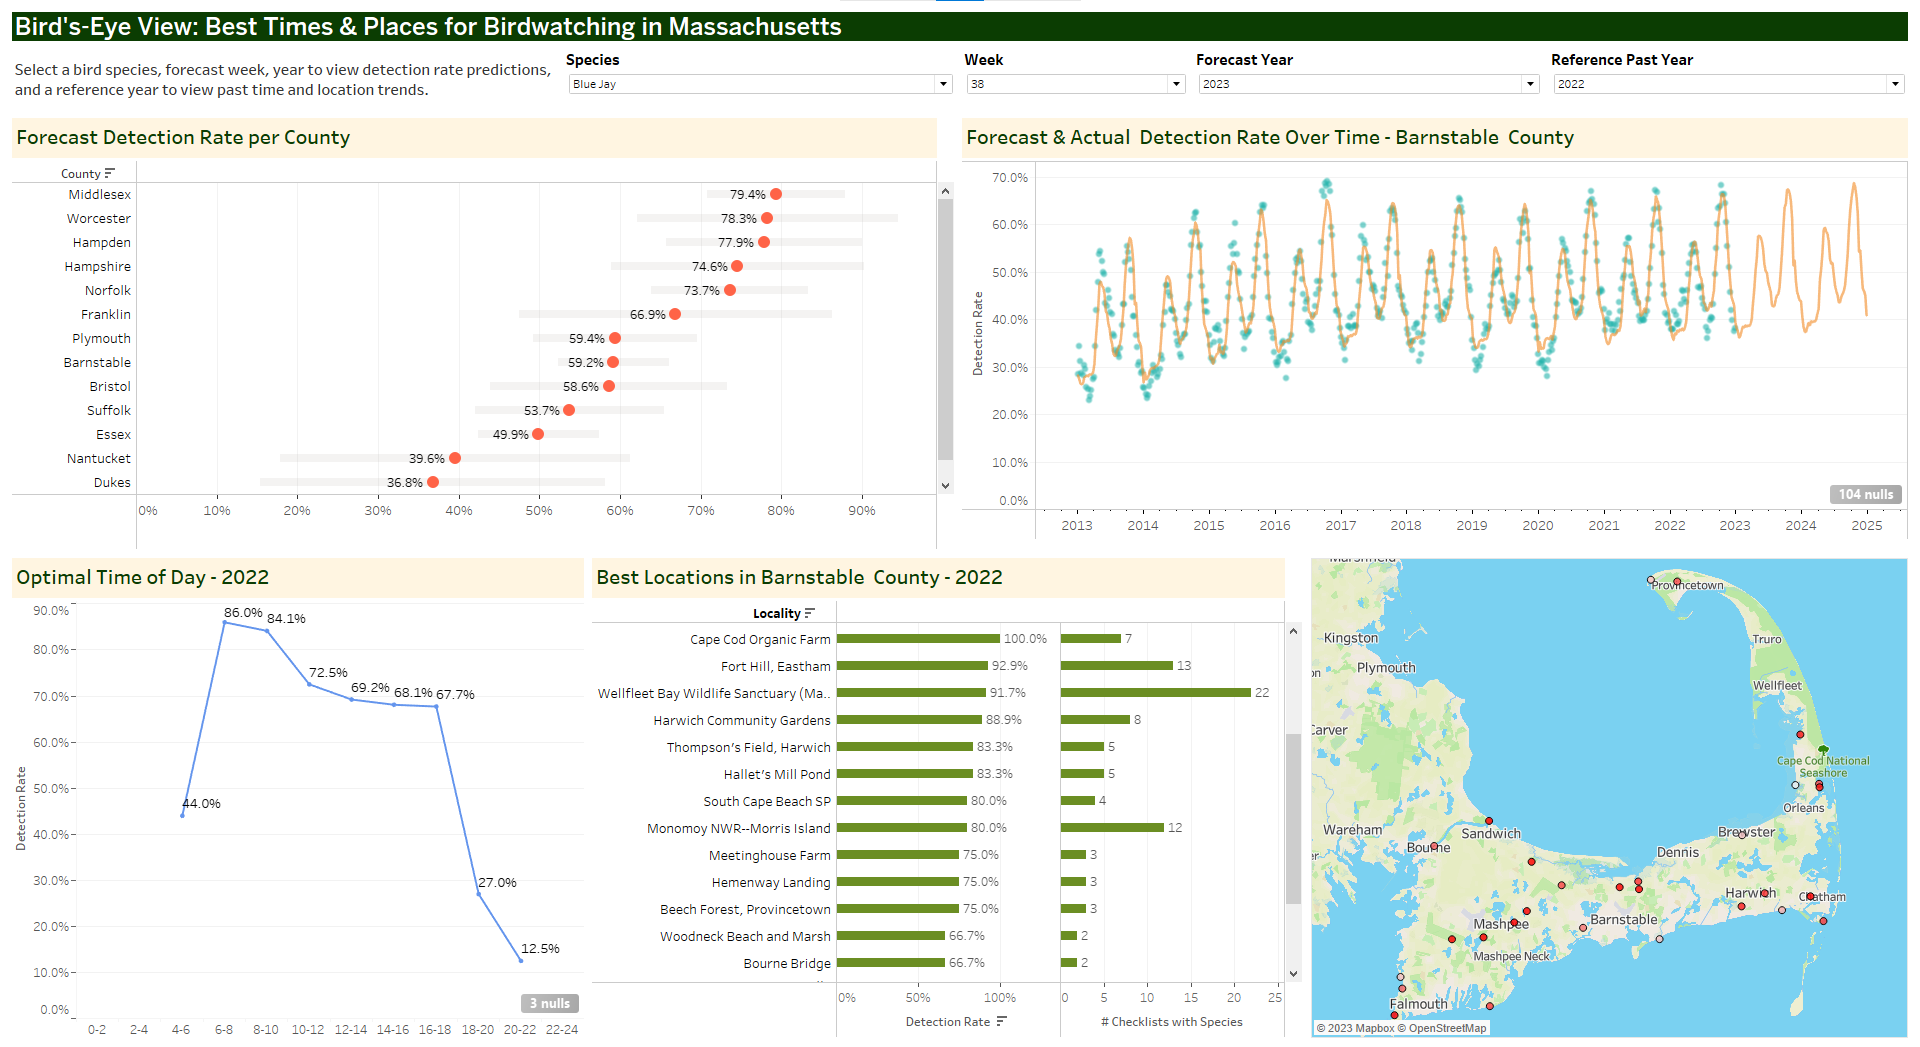 Bird's-Eye View: Best Times & Places for Birdwatching in Massachusetts
Select a bird species, forecast week, year to view detection rate predictions,
and a reference year to view past time and location trends.
Species
Blue Jay
Week
38
Forecast Year
2023
Reference Past Year
2022
Forecast Detection Rate per County
County
Middlesex 79.4%
Worcester 78.3%
Hampden 77.9%
Hampshire 74.6%
Norfolk 73.7%
Franklin 66.9%
Plymouth 59.4%
Barnstable 59.2%
Bristol 58.6%
Suffolk 53.7%
Essex 49.9%
Nantucket 39.6%
Dukes 36.8%
0% 10% 20% 30% 40% 50% 60% 70% 80% 90%
Forecast & Actual Detection Rate Over Time - Barnstable County
Detection Rate
70.0%
60.0%
50.0%
40.0%
30.0%
20.0%
10.0%
0.0%
104 nulls
2013 2014 2015 2016 2017 2018 2019 2020 2021 2022 2023 2024 2025
Optimal Time of Day - 2022
Detection Rate
90.0%
80.0%
70.0%
60.0%
50.0%
40.0%
30.0%
20.0%
10.0%
0.0%
44.0%
86.0%
84.1%
72.5%
69.2%
68.1%
67.7%
27.0%
12.5%
3 nulls
0-2 2-4 4-6 6-8 8-10 10-12 12-14 14-16 16-18 18-20 20-22 22-24
Best Locations in Barnstable County - 2022
Locality
Cape Cod Organic Farm 100.0% 7
Fort Hill, Eastham 92.9% 13
Wellfleet Bay Wildlife Sanctuary (Ma.. 91.7% 22
Harwich Community Gardens 88.9% 8
Thompson's Field, Harwich 83.3% 5
Hallet's Mill Pond 83.3% 5
South Cape Beach SP 80.0% 4
Monomoy NWR--Morris Island 80.0% 12
Meetinghouse Farm 75.0% 3
Hemenway Landing 75.0% 3
Beech Forest, Provincetown 75.0% 3
Woodneck Beach and Marsh 66.7% 2
Bourne Bridge 66.7% 2
0% 50% 100% 0 5 10 15 20 25
Detection Rate # Checklists with Species
Marshfield
Provincetown
Kingston
Truro
Plymouth
Wellfleet
Carver
Cape Cod National
Seashore
Orleans
Wareham
Sandwich
Brewster
Bourne
Dennis
Harwich
Chatham
Mashpee
Barnstable
Mashpee Neck
Falmouth
© 2023 Mapbox © OpenStreetMap